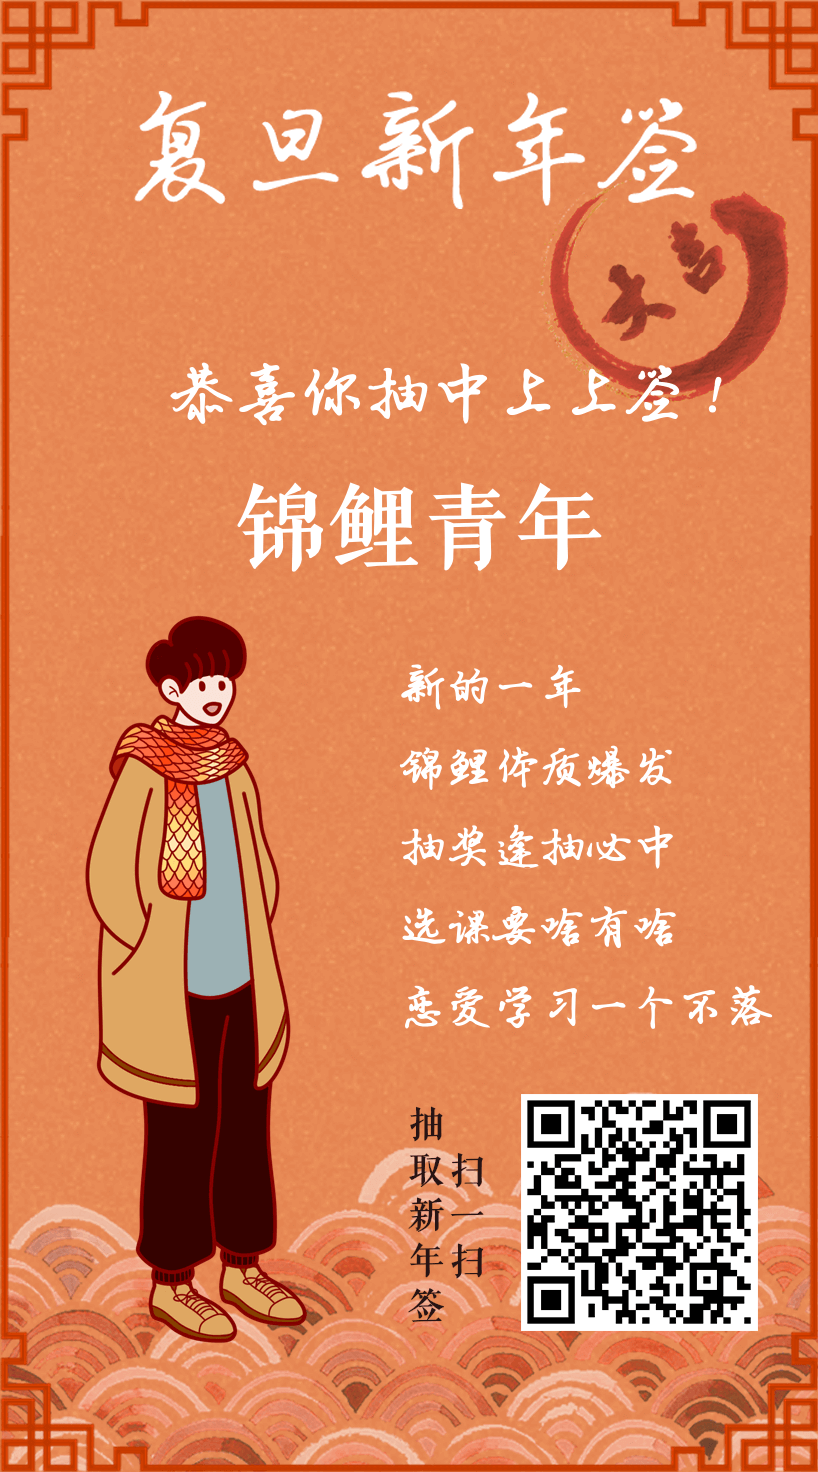 复旦新年签
大吉
恭喜你抽中上上签！
锦鲤青年
新的一年
锦鲤体质爆发
抽奖逢抽必中
选课要啥有啥
恋爱学习一个不落
扫一扫
抽取新年签